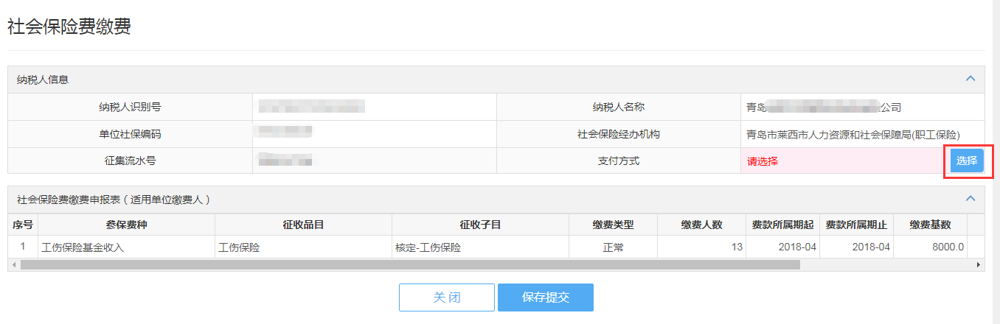 社会保险费缴费
纳税人信息
纳税人识别号 纳税人名称 青岛 公司
单位社保编码 社会保险经办机构 青岛市莱西市人力资源和社会保障局(职工保险)
征集流水号 支付方式 请选择 选择
社会保险费缴费申报表（适用单位缴费人）
序号 参保费种 征收品目 征收子目 缴费类型 缴费人数 费款所属期起 费款所属期止 缴费基数
1 工伤保险基金收入 工伤保险 核定-工伤保险 正常 13 2018-04 2018-04 8000.0
关 闭 保存提交